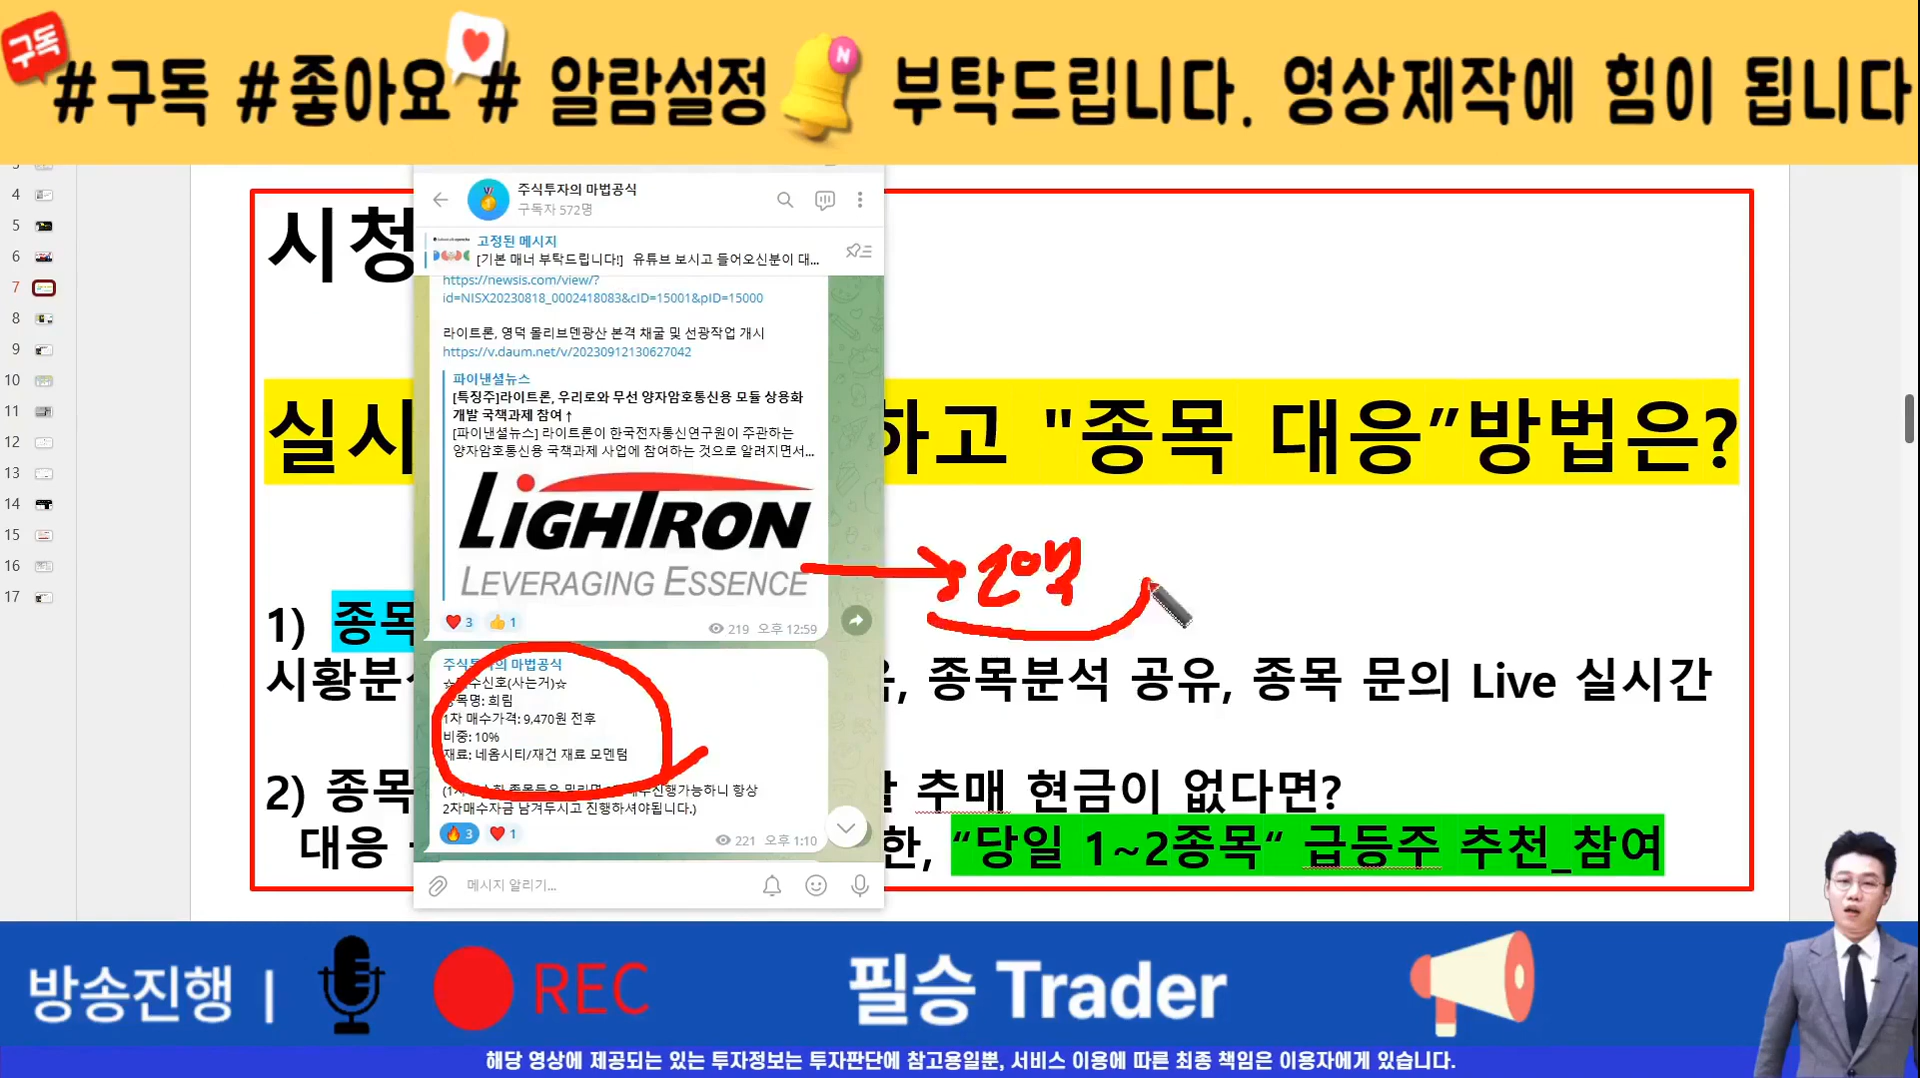 구독
N
#구독 #좋아요 # 알람설정 부탁드립니다. 영상제작에 힘이 됩니다
4
5
6
7
8
9
10
11
12
13
14
15
16
17
시청
주식투자의 마법공식
구독자 572명
고정된 메시지
[기본 매너 부탁드립니다!] 유튜브 보시고 들어오신분이 대...
https://newsis.com/view/?
id=NISX20230818_0002418083&cID=15001&pID=15000
라이트론, 영덕 몰리브덴광산 본격 채굴 및 선광작업 개시
https://v.daum.net/v/20230912130627042
파이낸셜뉴스
[특징주]라이트론, 우리로와 무선 양자암호통신용 모듈 상용화
개발 국책과제 참여↑
[파이낸셜뉴스] 라이트론이 한국전자통신연구원이 주관하는
양자암호통신용 국책과제 사업에 참여하는 것으로 알려지면서...
LIGHTRON
LEVERAGING ESSENCE
3 1
219 오후 12:59
실시 하고 "종목 대응”방법은?
1) 종목
시황분 종목분석 공유, 종목 문의 Live 실시간
주식투자의 마법공식
수신호(사는거)☆
목명: 희림
1차 매수가격: 9,470원 전후
비중: 10%
재료: 네옴시티/재건 재료 모멘텀
진행가능하니 항상
2차매수자금 남겨두시고 진행하셔야됩니다.)
3 1
221 오후 1:10
메시지 알리기...
2) 종목 추매 현금이 없다면?
대응 한, “당일 1~2종목“ 급등주 추천_참여
방송진행 |
REC
필승 Trader
해당 영상에 제공되는 있는 투자정보는 투자판단에 참고용일뿐, 서비스 이용에 따른 최종 책임은 이용자에게 있습니다.